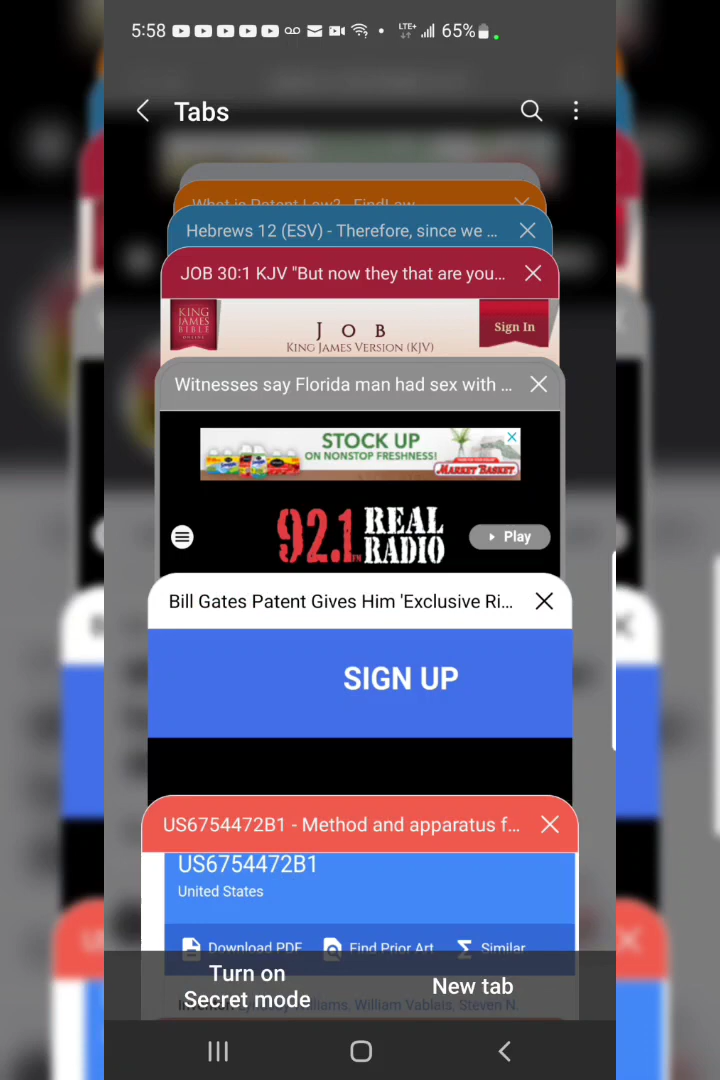 5:58 LTE+ 65%
Tabs
What is Patent Law? - FindLaw
Hebrews 12 (ESV) - Therefore, since we ...
JOB 30:1 KJV "But now they that are you...
KING
JAMES
BIBLE
ONLINE
JOB
KING JAMES VERSION (KJV)
Sign In
Witnesses say Florida man had sex with ...
STOCK UP
ON NONSTOP FRESHNESS!
MARKET BASKET
92.1 FM REAL RADIO
Play
Bill Gates Patent Gives Him 'Exclusive Ri...
SIGN UP
US6754472B1 - Method and apparatus f...
US6754472B1
United States
Download PDF Find Prior Art Similar
Turn on
Secret mode
New tab
Inventor Lyndsay Williams, William Vablais, Steven N.